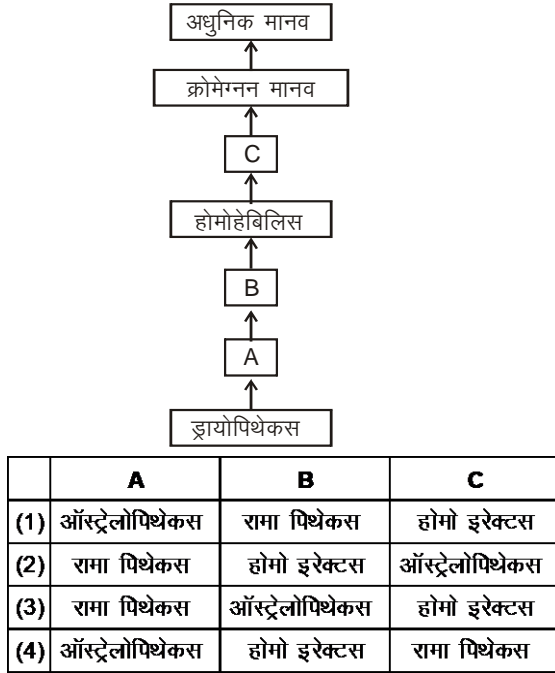 अधुनिक मानव
क्रोमेग्नन मानव
C
होमोहेबिलिस
B
A
ड्रायोपिथेकस
A B C
(1) ऑस्ट्रेलोपिथेकस रामा पिथेकस होमो इरेक्टस
(2) रामा पिथेकस होमो इरेक्टस ऑस्ट्रेलोपिथेकस
(3) रामा पिथेकस ऑस्ट्रेलोपिथेकस होमो इरेक्टस
(4) ऑस्ट्रेलोपिथेकस होमो इरेक्टस रामा पिथेकस